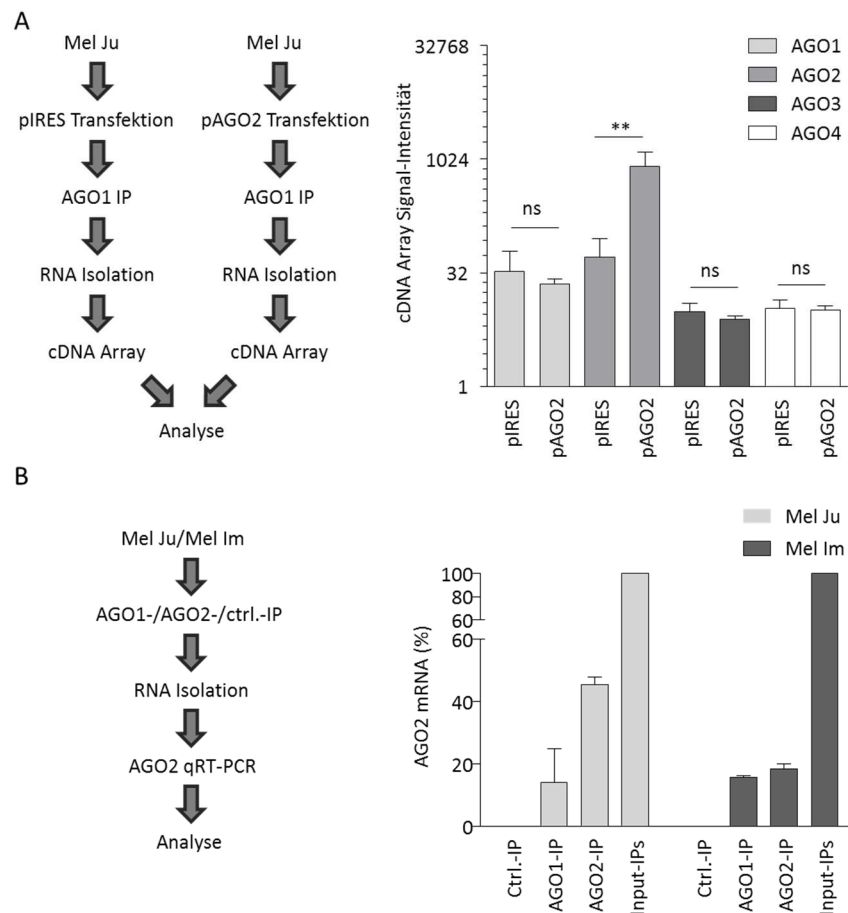 A
Mel Ju
Mel Ju
pIRES Transfektion
pAGO2 Transfektion
AGO1 IP
AGO1 IP
RNA Isolation
RNA Isolation
cDNA Array
cDNA Array
Analyse
cDNA Array Signal-Intensität
32768
1024
32
1
AGO1
AGO2
AGO3
AGO4
ns
**
ns
ns
pIRES
pAGO2
pIRES
pAGO2
pIRES
pAGO2
pIRES
pAGO2
B
Mel Ju/Mel Im
AGO1-/AGO2-/ctrl.-IP
RNA Isolation
AGO2 qRT-PCR
Analyse
Mel Ju
Mel Im
AGO2 mRNA (%)
100
80
60
60
40
20
0
Ctrl.-IP
AGO1-IP
AGO2-IP
Input-IPs
Ctrl.-IP
AGO1-IP
AGO2-IP
Input-IPs